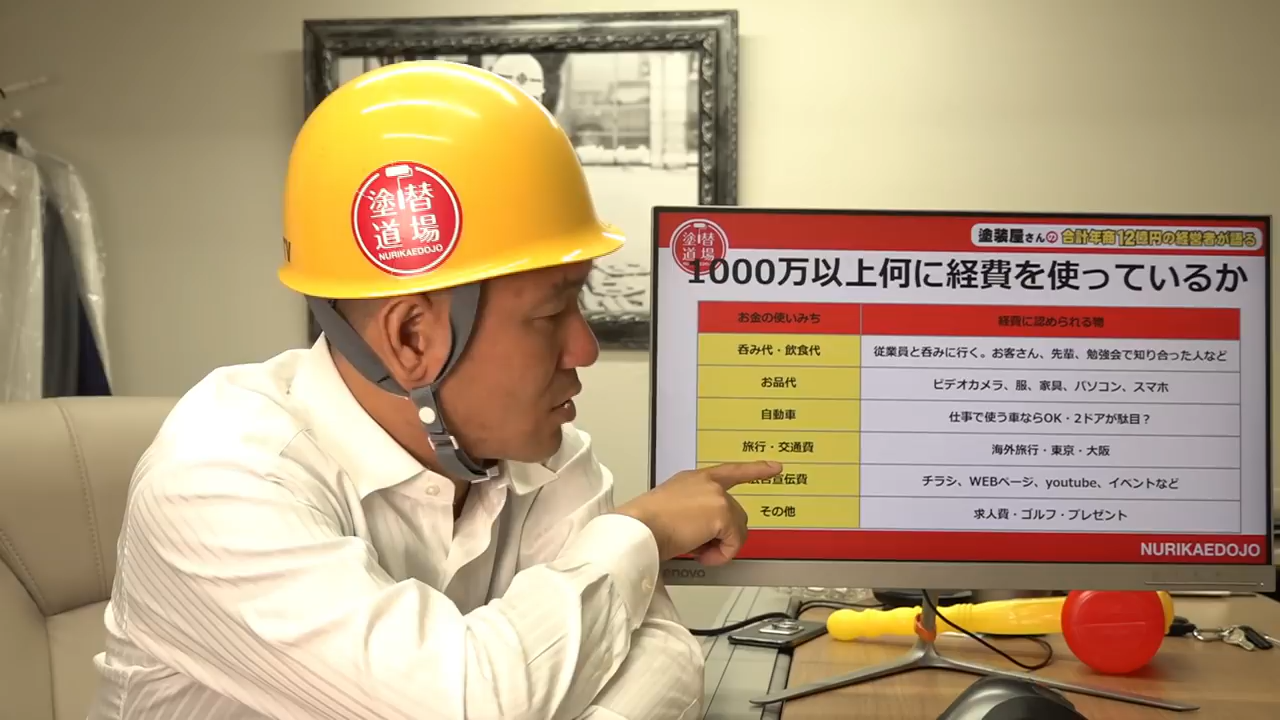 塗替
道場
NURIKAEDOJO
塗替
道場
塗装屋さんの 合計年商12億円の経営者が語る
1000万以上何に経費を使っているか
お金の使いみち 経費に認められる物
呑み代・飲食代 従業員と呑みに行く。お客さん、先輩、勉強会で知り合った人など
お品代 ビデオカメラ、服、家具、パソコン、スマホ
自動車 仕事で使う車ならOK・2ドアが駄目？
旅行・交通費 海外旅行・東京・大阪
宣伝費 チラシ、WEBページ、youtube、イベントなど
その他 求人費・ゴルフ・プレゼント
NURIKAEDOJO
lenovo